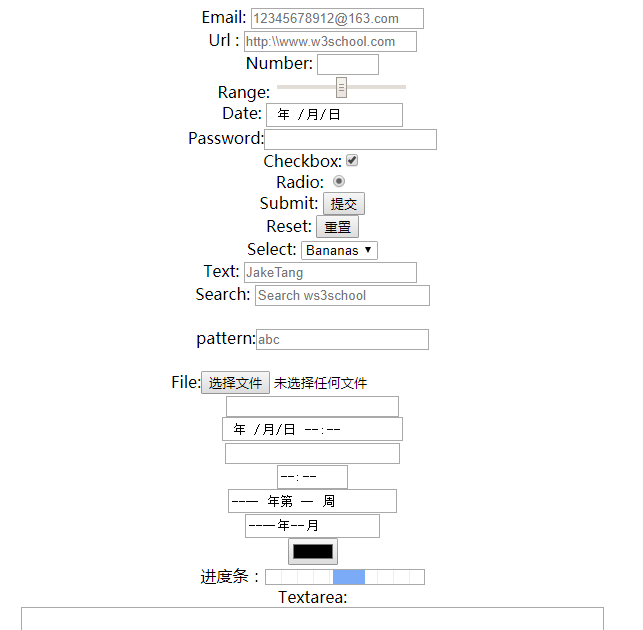 Email: 12345678912@163.com
Url : http:\\www.w3school.com
Number:
Range:
Date: 年 /月/日
Password:
Checkbox:
Radio:
Submit: 提交
Reset: 重置
Select: Bananas
Text: JakeTang
Search: Search ws3school
pattern:abc
File:选择文件 未选择任何文件
年 /月/日 --:--
--:--
---- 年第 -- 周
----年--月
进度条：
Textarea: